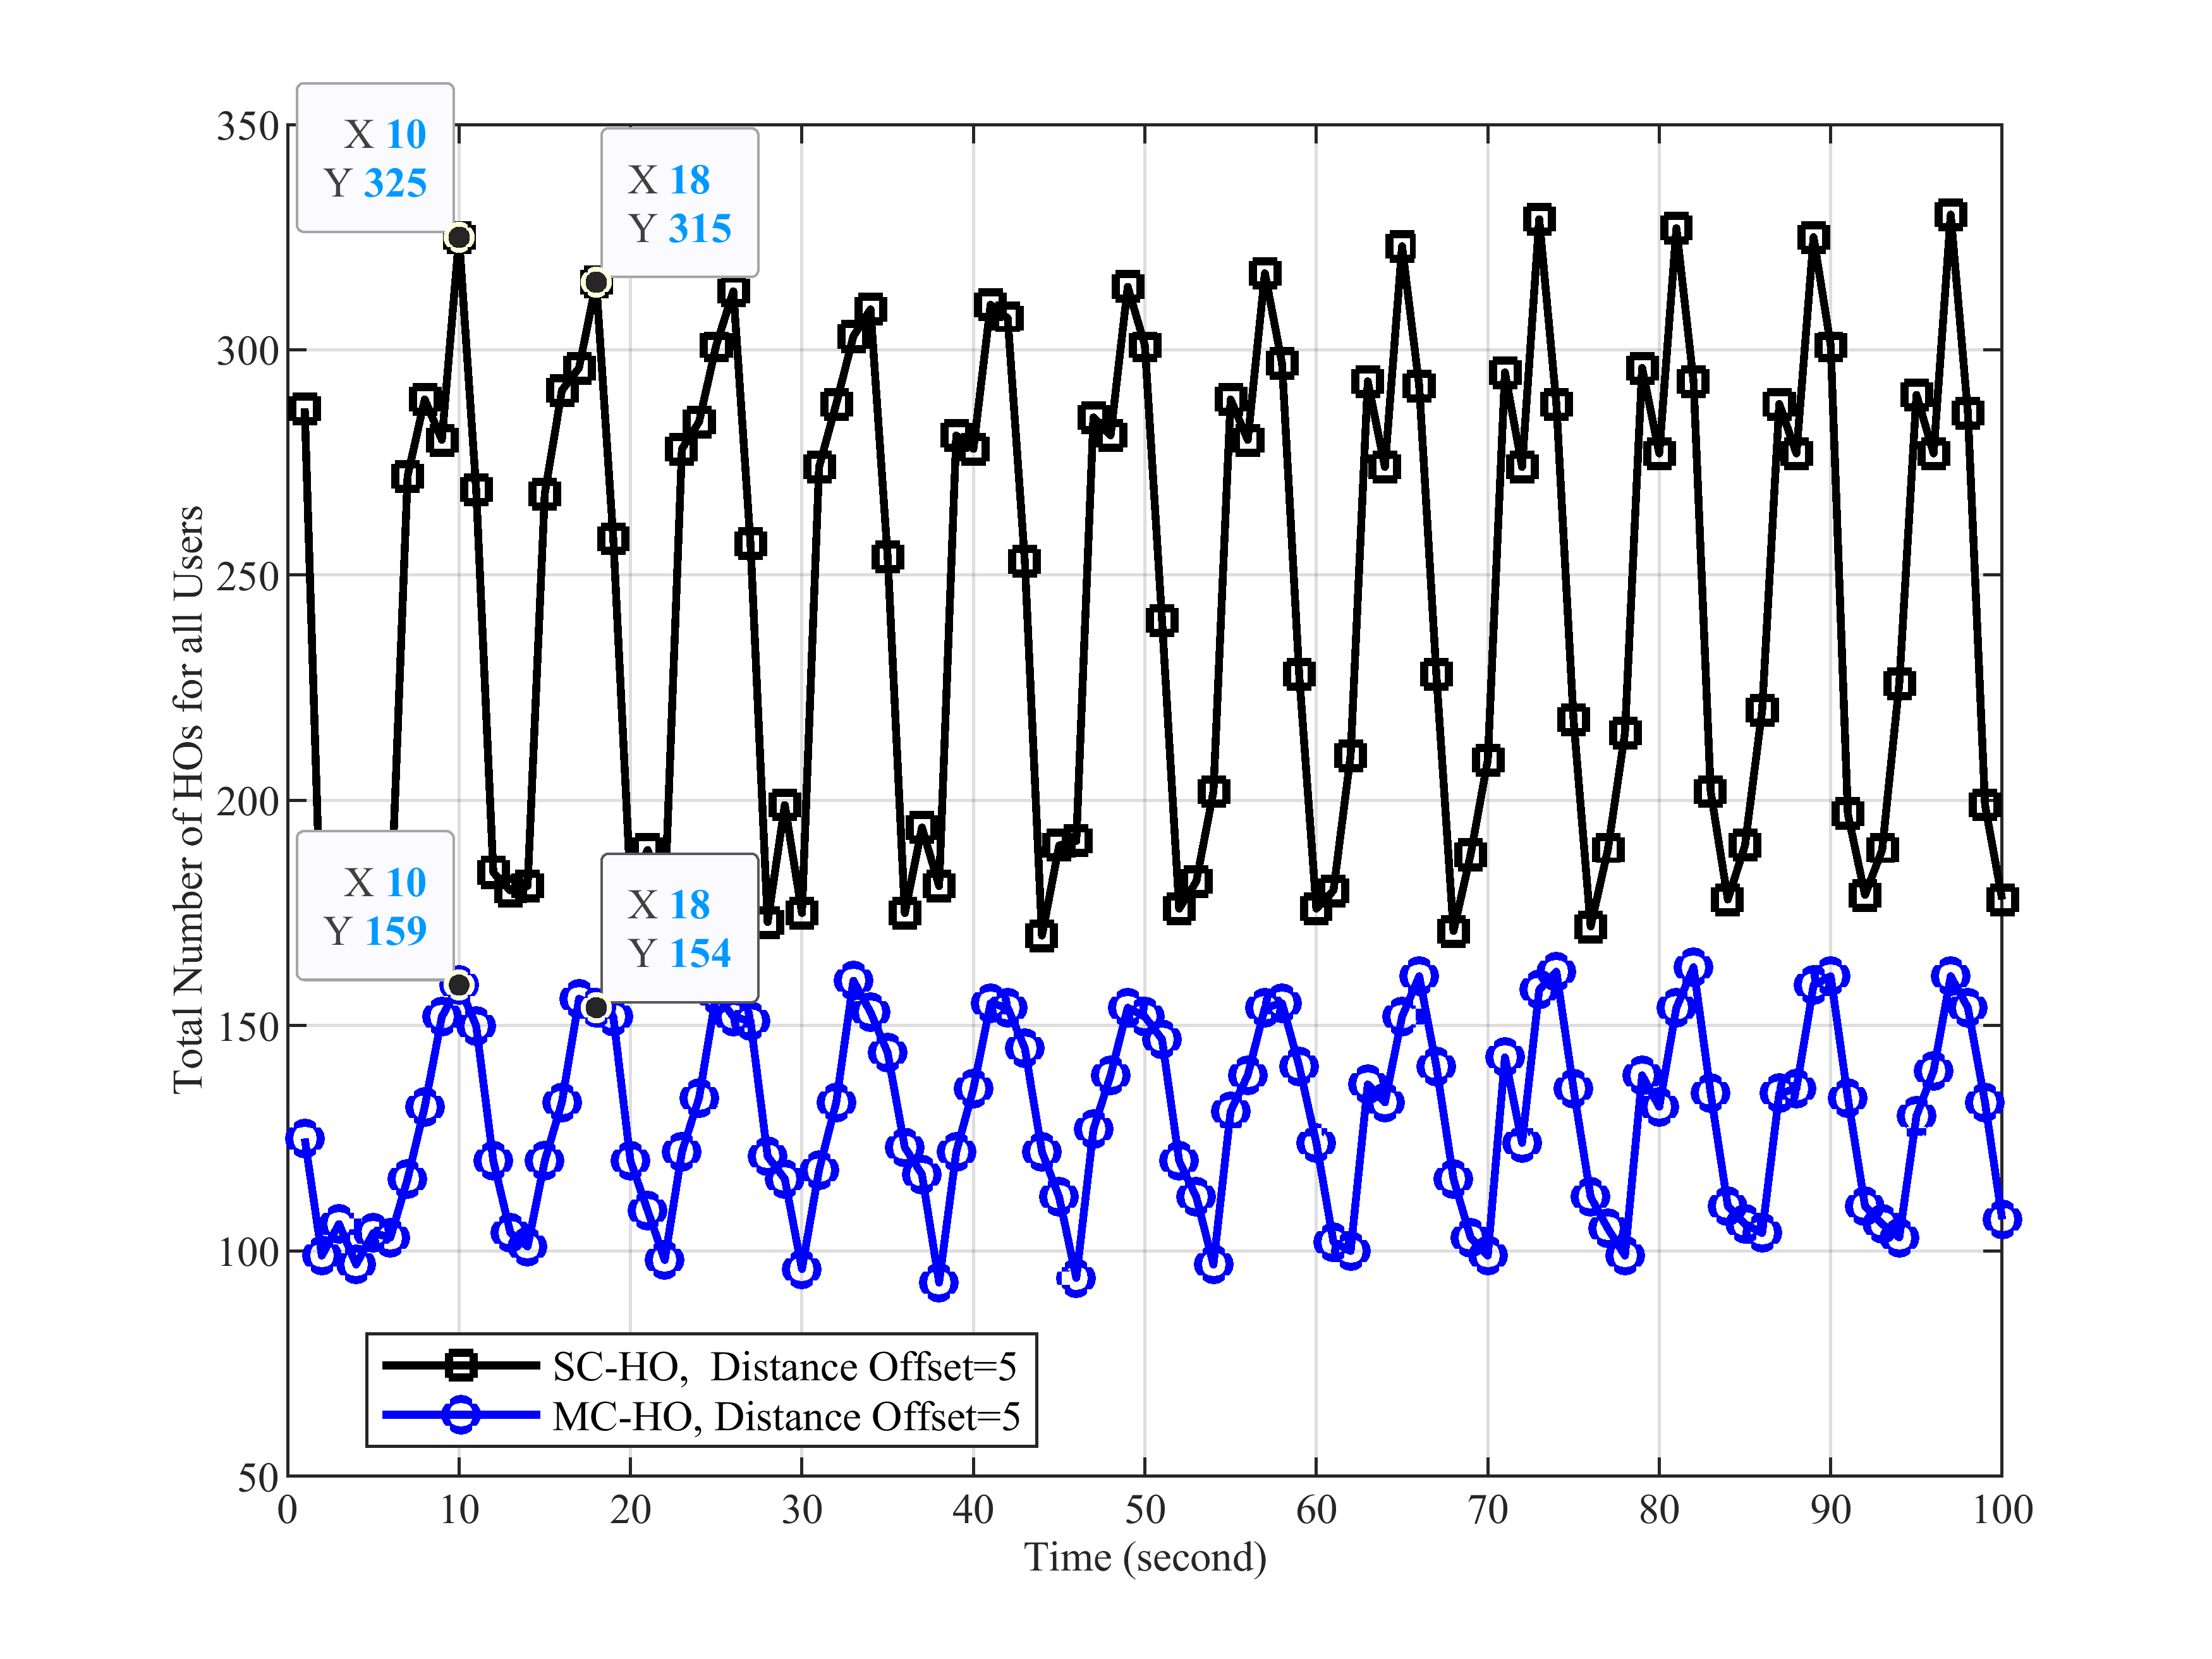 X 10
Y 325
X 18
Y 315
X 10
Y 159
X 18
Y 154
350
300
250
200
150
100
50
Total Number of HOs for all Users
SC-HO, Distance Offset=5
MC-HO, Distance Offset=5
0 10 20 30 40 50 60 70 80 90 100
Time (second)